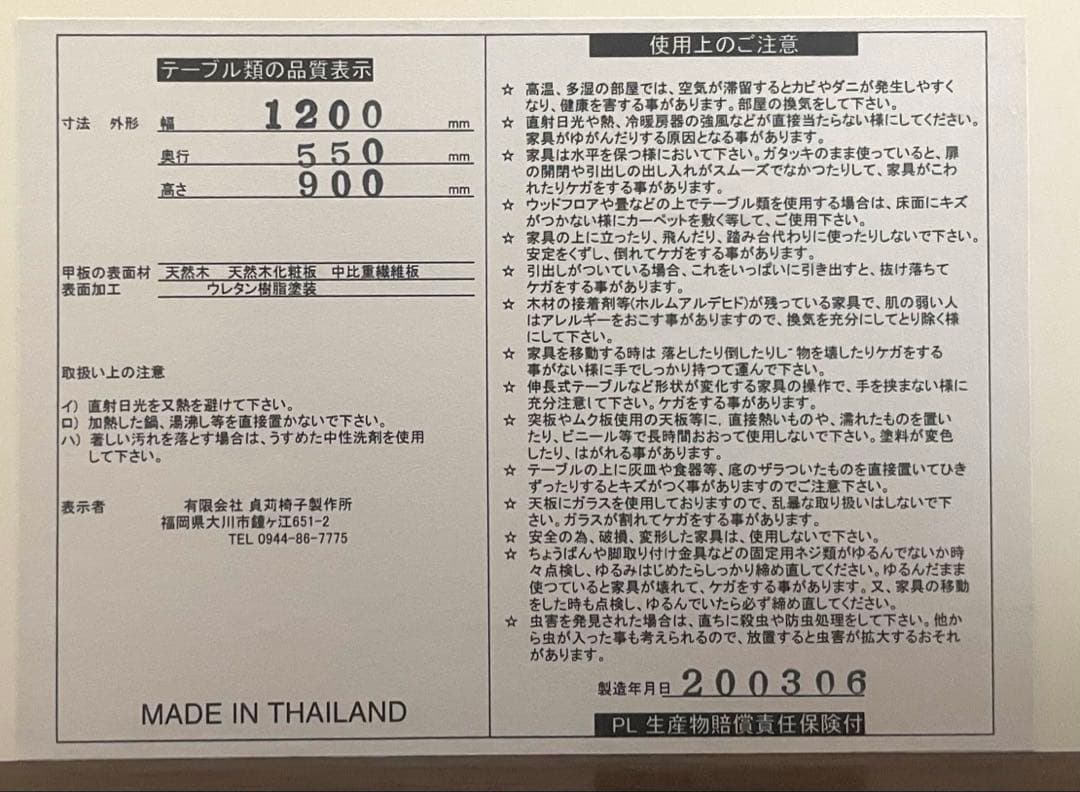 テーブル類の品質表示
寸法 外形 幅 1200 mm
奥行 550 mm
高さ 900 mm
甲板の表面材 天然木 天然木化粧板 中比重繊維板
表面加工 ウレタン樹脂塗装
取扱い上の注意
イ) 直射日光を又熱を避けて下さい。
ロ) 加熱した鍋、湯沸し等を直接置かないで下さい。
ハ) 著しい汚れを落とす場合は、うすめた中性洗剤を使用
して下さい。
表示者 有限会社 貞苅椅子製作所
福岡県大川市鐘ヶ江651-2
TEL 0944-86-7775
MADE IN THAILAND
使用上のご注意
☆ 高温、多湿の部屋では、空気が滞留するとカビやダニが発生しやすく
なり、健康を害する事があります。部屋の換気をして下さい。
☆ 直射日光や熱、冷暖房器の強風などが直接当たらない様にしてください。
家具がゆがんだりする原因となる事があります。
☆ 家具は水平を保つ様において下さい。ガタッキのまま使っていると、扉
の開閉や引出しの出し入れがスムーズでなかつたりして、家具がこわ
れたりケガをする事があります。
☆ ウッドフロアや畳などの上でテーブル類を使用する場合は、床面にキズ
がつかない様にカーペットを敷く等して、ご使用下さい。
☆ 家具の上に立ったり、飛んだり、踏み台代わりに使ったりしないで下さい。
安定をくずし、倒れてケガをする事があります。
☆ 引出しがついている場合、これをいっぱいに引き出すと、抜け落ちて
ケガをする事があります。
☆ 木材の接着剤等(ホルムアルデヒド)が残っている家具で、肌の弱い人
はアレルギーをおこす事がありますので、換気を充分にしてとり除く様
にして下さい。
☆ 家具を移動する時は 落としたり倒したりし 物を壊したりケガをする
事がない様に手でしっかり持つて運んで下さい。
☆ 伸長式テーブルなど形状が変化する家具の操作で、手を挟まない様に
充分注意して下さい。ケガをする事があります。
☆ 突板やムク板使用の天板等に、直接熱いものや、濡れたものを置い
たり、ビニール等で長時間おおって使用しないで下さい。塗料が変色
したり、はがれる事があります。
☆ テーブルの上に灰皿や食器等、底のザラついたものを直接置いてひき
ずったりするとキズがつく事がありますのでご注意下さい。
☆ 天板にガラスを使用しておりますので、乱暴な取り扱いはしないで下
さい。ガラスが割れてケガをする事があります。
☆ 安全の為、破損、変形した家具は、使用しないで下さい。
☆ ちょうばんや脚取り付け金具などの固定用ネジ類がゆるんでないか時
々点検し、ゆるみはじめたらしっかり締め直してください。ゆるんだまま
使つていると家具が壊れて、ケガをする事があります。又、家具の移動
をした時も点検し、ゆるんでいたら必ず締め直してください。
☆ 虫害を発見された場合は、直ちに殺虫や防虫処理をして下さい。他か
ら虫が入った事も考えられるので、放置すると虫害が拡大するおそれ
があります。
製造年月日 200306
PL 生産物賠償責任保険付